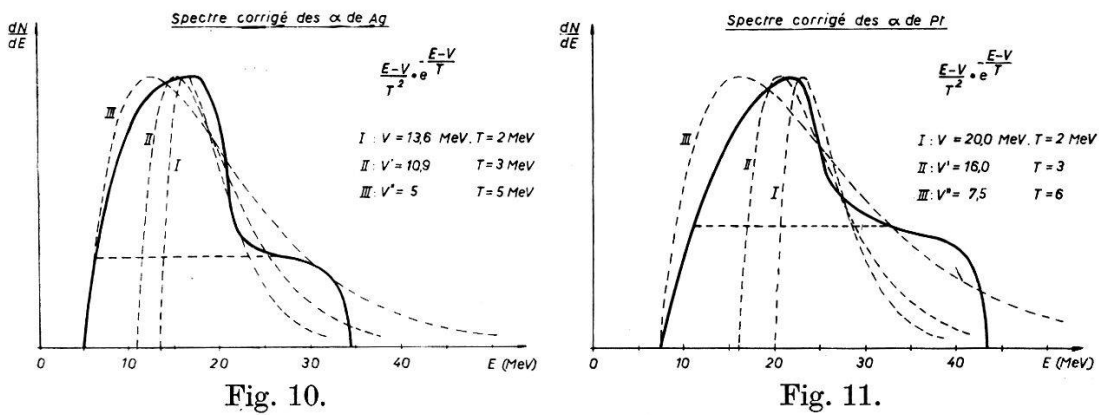 Spectre corrigé des α de Ag
dN
dE
E-V
T²
• e
- E-V
T
I : V = 13,6 MeV. T = 2 MeV
II : V' = 10,9 T = 3 MeV
III : V" = 5 T = 5 MeV
III
II
I
0 10 20 30 40 E (MeV)
Fig. 10.
Spectre corrigé des α de Pt
dN
dE
E-V
T²
• e
- E-V
T
I : V = 20,0 MeV. T = 2 MeV
II : V' = 16,0 T = 3
III : V" = 7,5 T = 6
III
II
I
0 10 20 30 40 E (MeV)
Fig. 11.